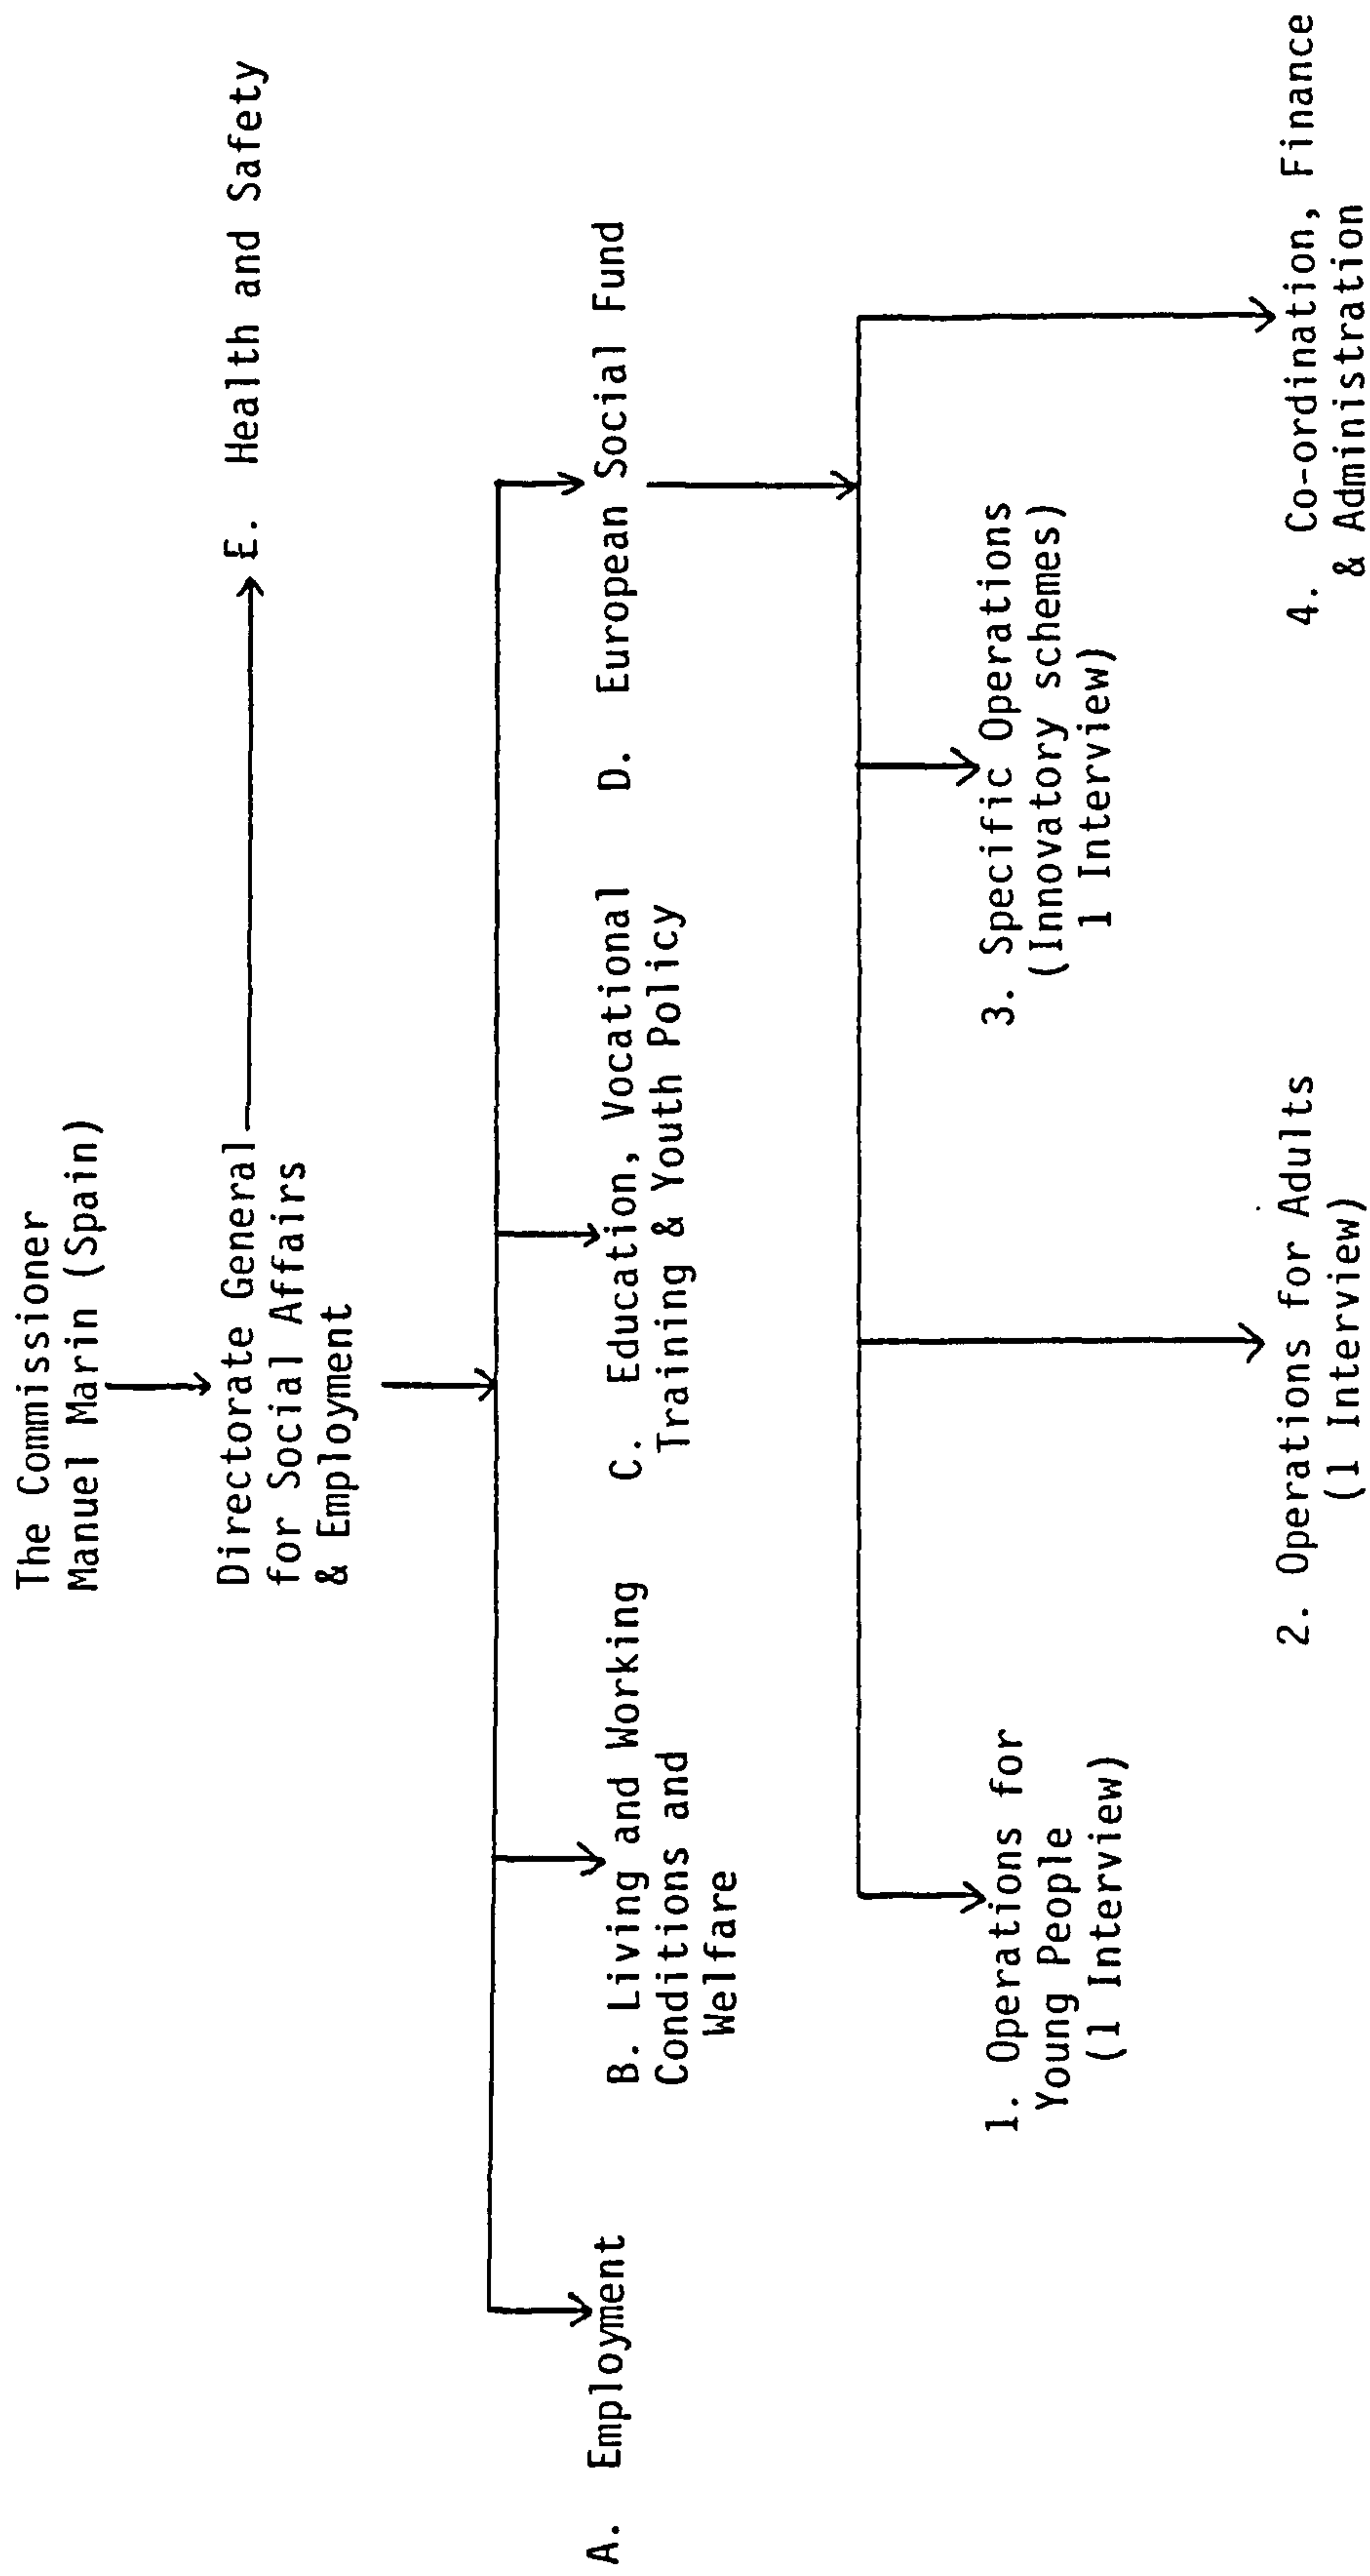 The Commissioner
Manuel Marin (Spain)
Directorate General
for Social Affairs
& Employment
E. Health and Safety
A. Employment
B. Living and Working
Conditions and
Welfare
C. Education, Vocational
Training & Youth Policy
D. European Social Fund
1. Operations for
Young People
(1 Interview)
2. Operations for Adults
(1 Interview)
3. Specific Operations
(Innovatory schemes)
1 Interview)
4. Co-ordination, Finance
& Administration